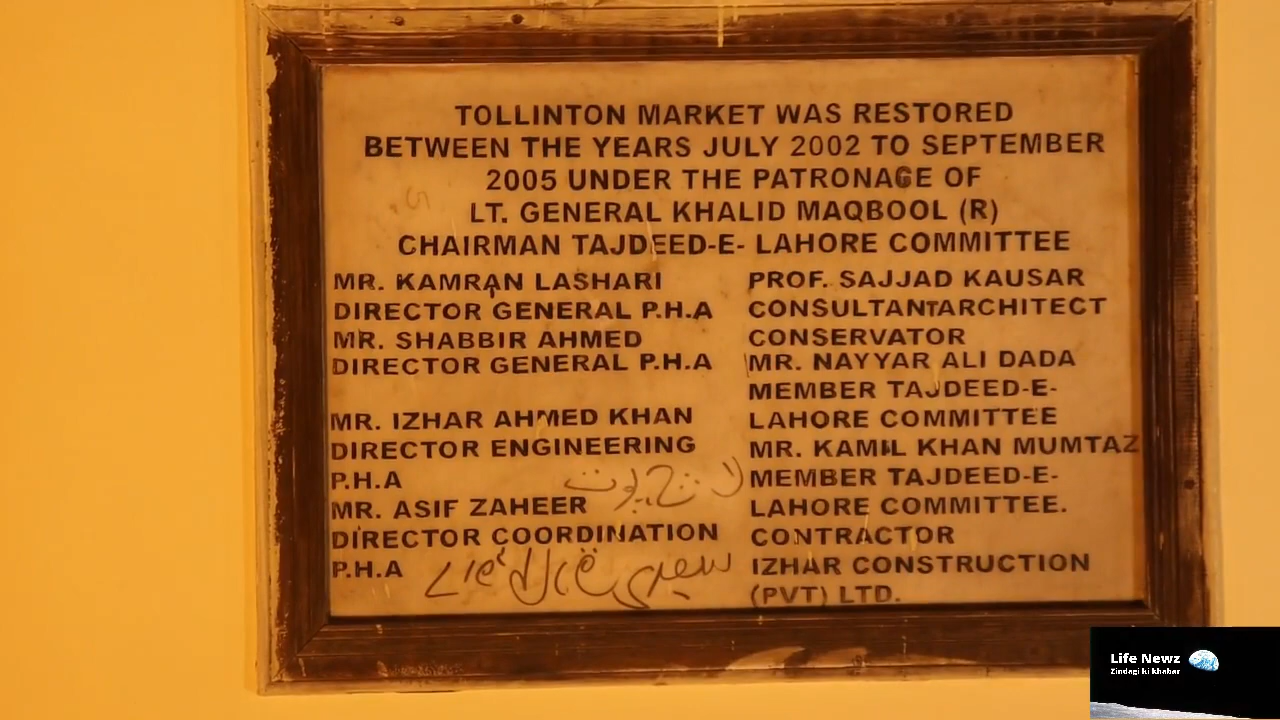 TOLLINTON MARKET WAS RESTORED
BETWEEN THE YEARS JULY 2002 TO SEPTEMBER
2005 UNDER THE PATRONAGE OF
LT. GENERAL KHALID MAQBOOL (R)
CHAIRMAN TAJDEED-E- LAHORE COMMITTEE
MR. KAMRAN LASHARI
DIRECTOR GENERAL P.H.A
MR. SHABBIR AHMED
DIRECTOR GENERAL P.H.A
MR. IZHAR AHMED KHAN
DIRECTOR ENGINEERING
P.H.A
MR. ASIF ZAHEER
DIRECTOR COORDINATION
P.H.A
PROF. SAJJAD KAUSAR
CONSULTANTARCHITECT
CONSERVATOR
MR. NAYYAR ALI DADA
MEMBER TAJDEED-E-
LAHORE COMMITTEE
MR. KAMIL KHAN MUMTAZ
MEMBER TAJDEED-E-
LAHORE COMMITTEE.
CONTRACTOR
IZHAR CONSTRUCTION
(PVT) LTD.
Life Newz
Zindagi ki khabar